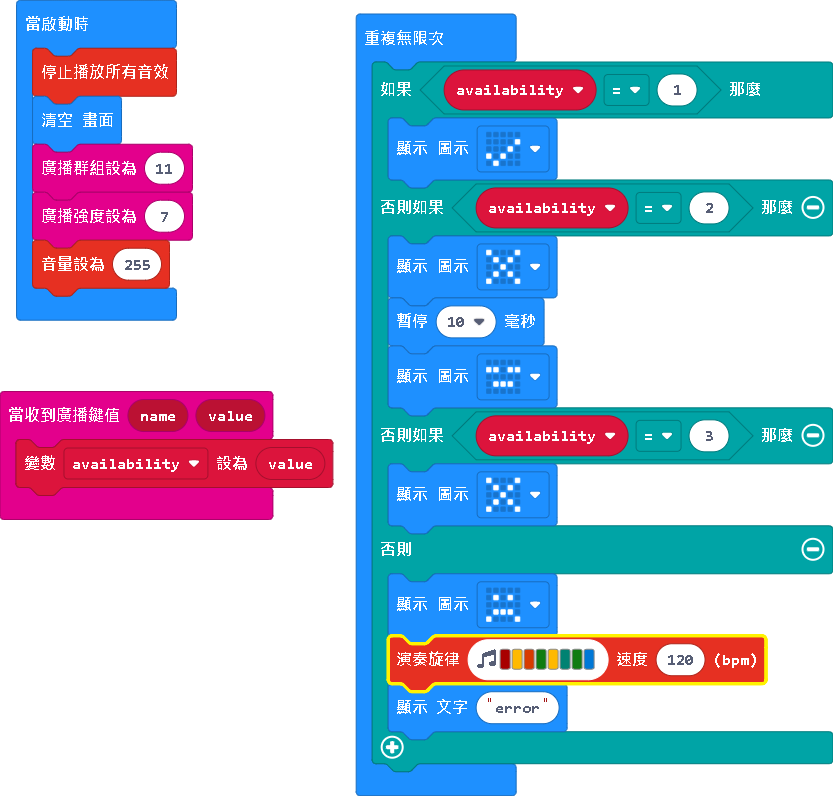 當啟動時
停止播放所有音效
清空 畫面
廣播群組設為 11
廣播強度設為 7
音量設為 255
當收到廣播鍵值 name value
變數 availability 設為 value
重複無限次
如果 availability = 1 那麼
顯示 圖示
否則如果 availability = 2 那麼
顯示 圖示
暫停 10 毫秒
顯示 圖示
否則如果 availability = 3 那麼
顯示 圖示
否則
顯示 圖示
演奏旋律 速度 120 (bpm)
顯示 文字 "error"